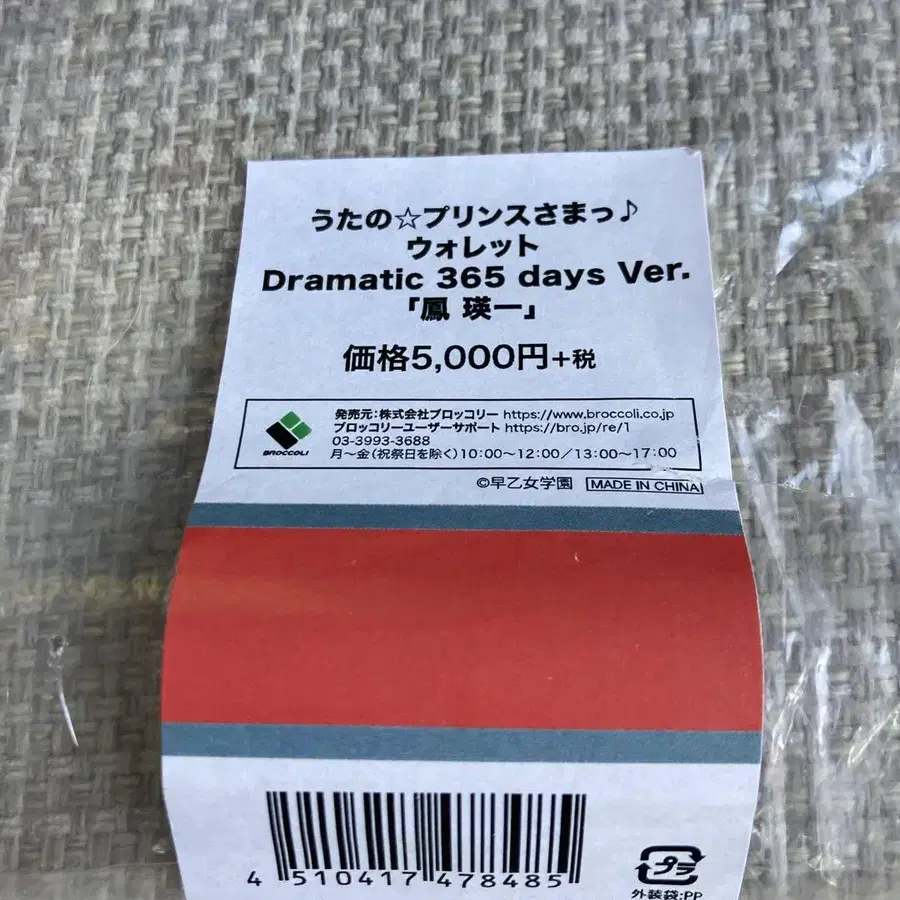 うたの☆プリンスさまっ♪
ウォレット
Dramatic 365 days Ver.
「鳳 瑛一」
価格5,000円+税
発売元:株式会社ブロッコリー https://www.broccoli.co.jp
ブロッコリーユーザーサポート https://bro.jp/re/1
03-3993-3688
月〜金(祝祭日を除く)10:00〜12:00/13:00〜17:00
BROCCOLI
©早乙女学園 MADE IN CHINA
4 510417 478485
プラ
外装袋:PP